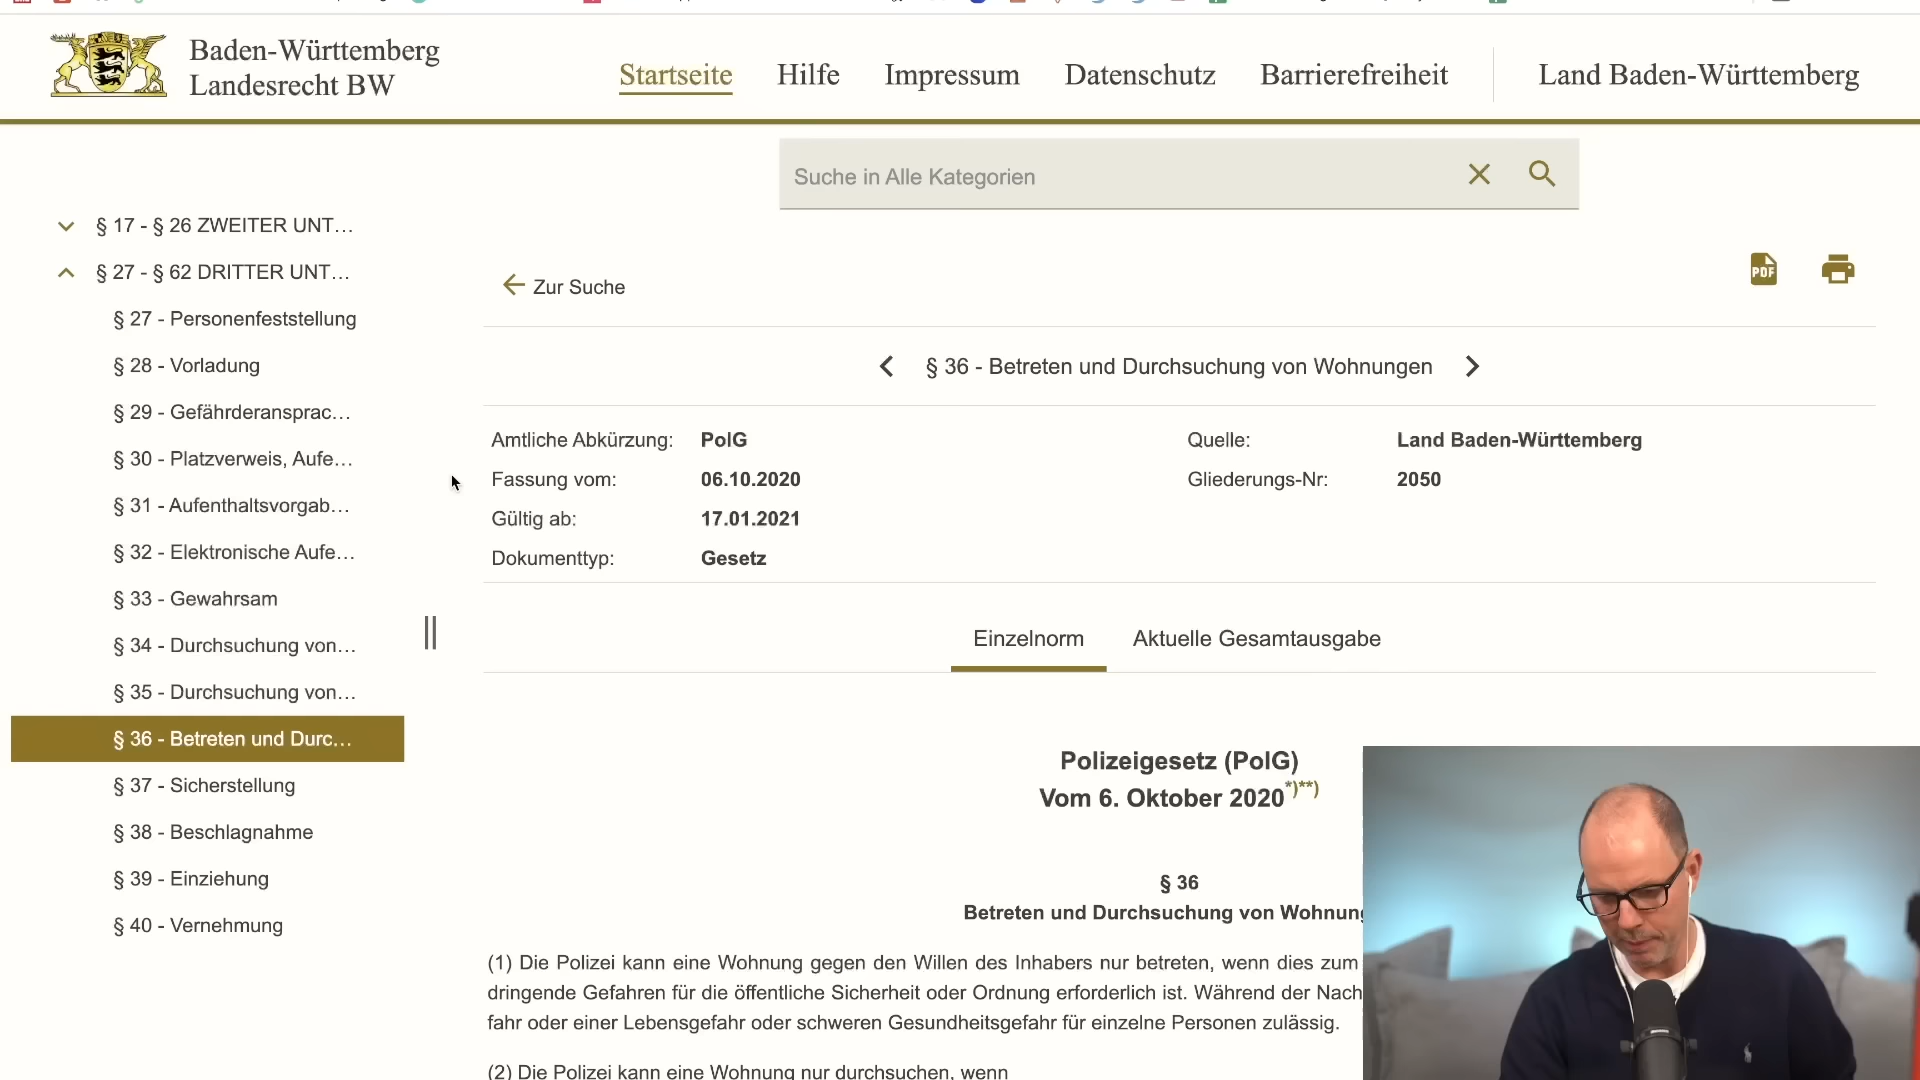 Baden-Württemberg
Landesrecht BW
Startseite
Hilfe
Impressum
Datenschutz
Barrierefreiheit
Land Baden-Württemberg
Suche in Alle Kategorien
§ 17 - § 26 ZWEITER UNT…
§ 27 - § 62 DRITTER UNT…
§ 27 - Personenfeststellung
§ 28 - Vorladung
§ 29 - Gefährderansprac…
§ 30 - Platzverweis, Aufe…
§ 31 - Aufenthaltsvorgab…
§ 32 - Elektronische Aufe…
§ 33 - Gewahrsam
§ 34 - Durchsuchung von…
§ 35 - Durchsuchung von…
§ 36 - Betreten und Durc…
§ 37 - Sicherstellung
§ 38 - Beschlagnahme
§ 39 - Einziehung
§ 40 - Vernehmung
Zur Suche
PDF
§ 36 - Betreten und Durchsuchung von Wohnungen
Amtliche Abkürzung: PolG
Fassung vom: 06.10.2020
Gültig ab: 17.01.2021
Dokumenttyp: Gesetz
Quelle: Land Baden-Württemberg
Gliederungs-Nr: 2050
Einzelnorm
Aktuelle Gesamtausgabe
Polizeigesetz (PolG)
Vom 6. Oktober 2020*)**)
§ 36
Betreten und Durchsuchung von Wohnung
(1) Die Polizei kann eine Wohnung gegen den Willen des Inhabers nur betreten, wenn dies zum
dringende Gefahren für die öffentliche Sicherheit oder Ordnung erforderlich ist. Während der Nach
fahr oder einer Lebensgefahr oder schweren Gesundheitsgefahr für einzelne Personen zulässig.
(2) Die Polizei kann eine Wohnung nur durchsuchen, wenn